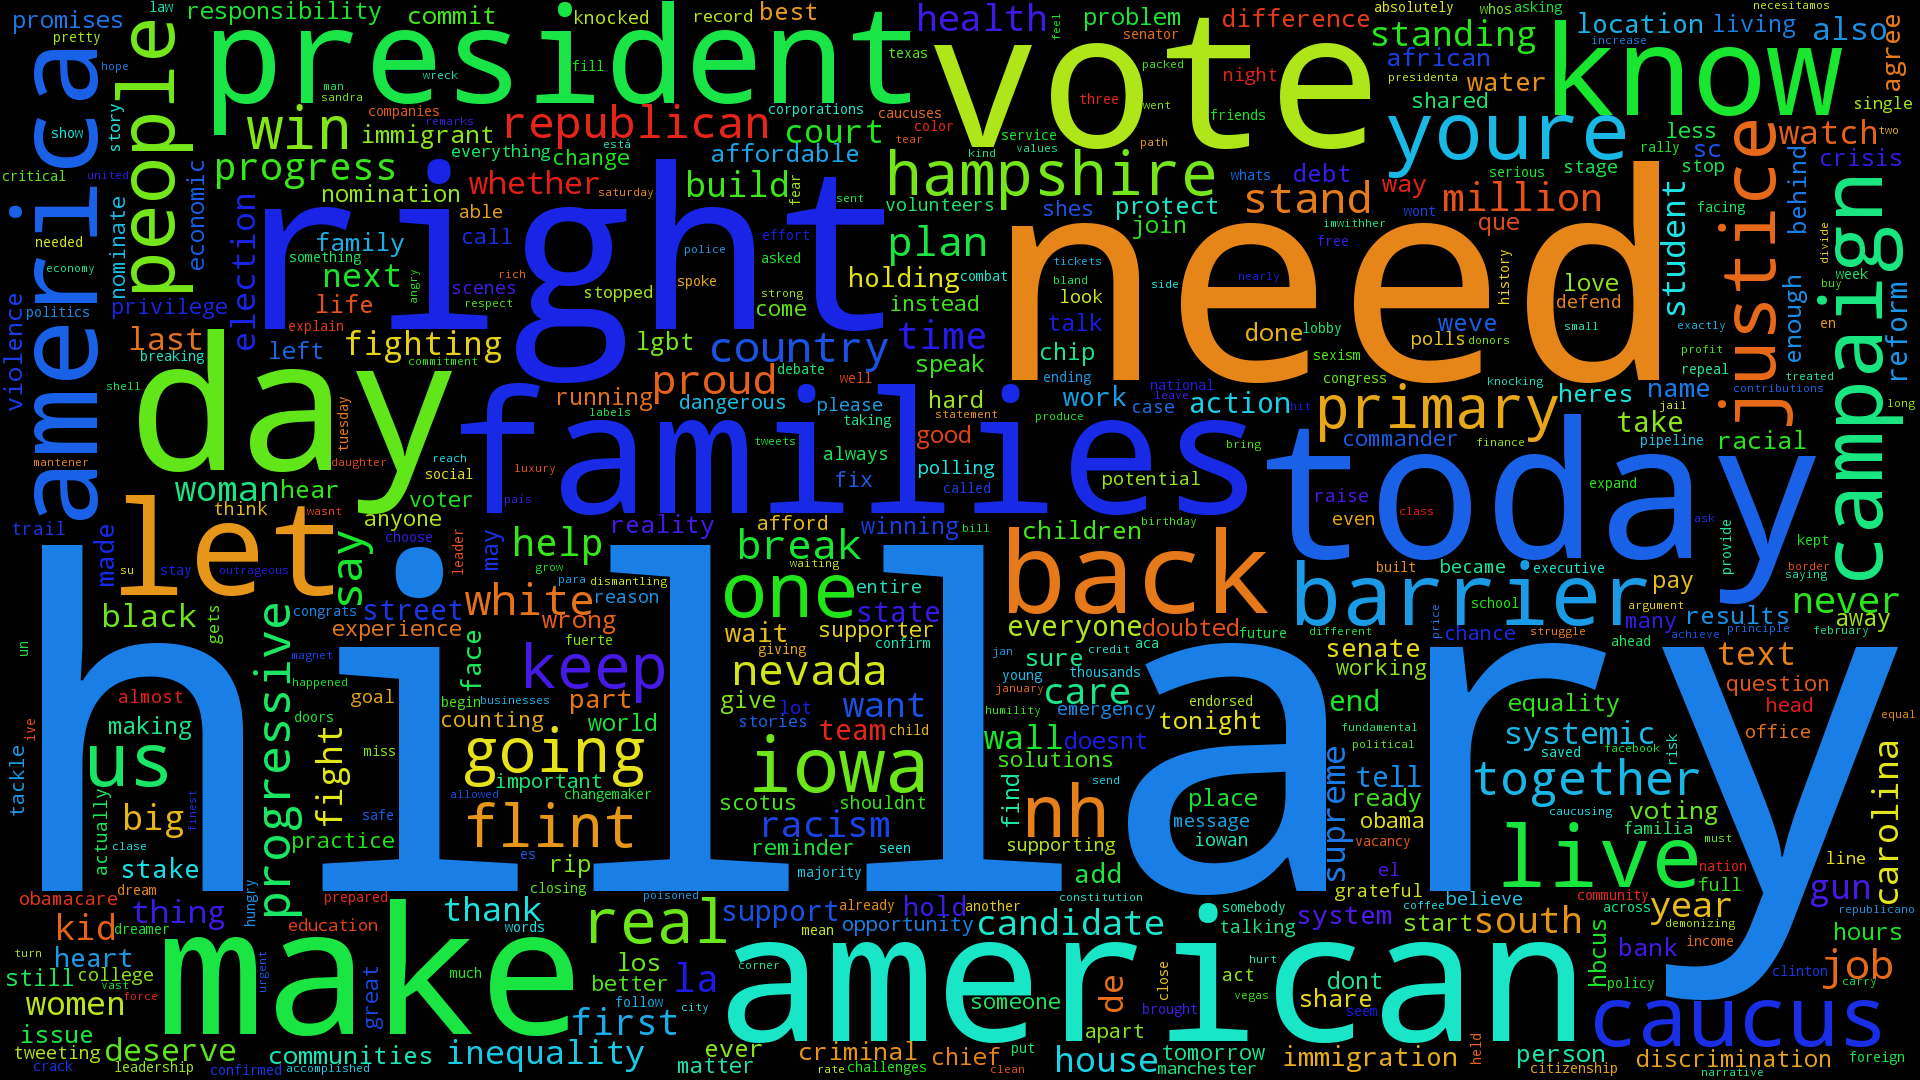 promises
law
responsibility
commit
knocked
record
best
health
problem
difference
absolutely
whos
asking
necesitamos
pretty
president
vote
know
location
living
also
agree
hope
people
man
sandra
wreck
fill
texas
feel
senator
packed
night
standing
increase
african
presidenta
water
shared
single
america
show
story
win
companies
immigrant
remarks
republican
corporations
court
caucuses
color
tear
three
went
friends
youre
less
watch
two
critical
united
progress
everything
está
change
affordable
service
values
kind
path
hampshire
whats
debt
serious
stage
rally
sc
stop
crisis
nomination
whether
saturday
build
fear
volunteers
sent
shes
protect
join
imwithher
stand
way
wont
million
que
student
facing
justice
behind
nominate
economic
privilege
election
right
able
call
family
something
next
life
explain
angry
scenes
rich
respect
stopped
police
spoke
effort
asked
strong
come
plan
holding
combat
instead
tickets
bland
look
side
need
free
nearly
history
love
defend
small
divide
week
buy
en
campaign
needed
economy
politics
violence
last
breaking
left
fighting
commitment
lgbt
country
debate
time
speak
talk
chip
done
lobby
sexism
polls
weve
donors
exactly
profit
repeal
enough
reform
shell
day
tuesday
running
labels
proud
dangerous
please
taking
well
hard
statement
good
ending
work
national
leave
case
action
hit
congress
primary
knocking
heres
take
name
jail
contributions
treated
long
mantener
daughter
families
tweets
always
fix
polling
called
produce
bring
potential
commander
finance
pipeline
racial
woman
hear
voter
reach
social
luxury
país
today
raise
even
class
expand
ask
trail
made
let
think
wasnt
anyone
choose
say
leader
may
help
reality
afford
winning
bill
children
birthday
provide
kept
su
stay
outrageous
grow
para
break
waiting
dismantling
back
built
became
executive
border
saying
un
black
gets
congrats
street
experience
white
reason
wrong
fuerte
one
entire
state
wait
supporter
giving
confirm
everyone
doubted
future
barrier
different
price
school
chance
argument
struggle
pay
many
achieve
results
principle
never
away
february
ahead
magnet
happened
progressive
face
keep
nevada
jan
credit
aca
young
thousands
january
sure
senate
working
text
question
ive
almost
making
doors
goal
begin
businesses
counting
part
world
give
lot
stories
want
team
child
humility
care
emergency
endorsed
tonight
end
fundamental
political
equality
head
equal
hillary
tackle
us
fight
miss
going
important
iowa
wall
doesnt
solutions
send
systemic
saved
facebook
risk
office
big
actually
finest
safe
allowed
changemaker
scotus
shouldnt
find
nh
place
message
supreme
tell
ready
obama
together
caucusing
voting
familia
must
carolina
clase
stake
practice
flint
es
rip
racism
reminder
seen
supporting
iowan
vacancy
live
nation
line
obamacare
dream
hungry
prepared
closing
poisoned
majority
add
constitution
grateful
el
coffee
believe
community
full
gun
republicano
kid
dreamer
thing
education
thank
words
real
support
already
mean
hold
another
opportunity
candidate
somebody
talking
system
start
south
across
year
demonizing
hours
turn
heart
still
college
vast
force
urgent
make
great
much
los
better
follow
la
corner
city
american
someone
de
close
act
hurt
vegas
brought
share
dont
seem
hbcus
bank
income
policy
clinton
job
carry
women
issue
first
apart
caucus
tweeting
deserve
crack
leadership
confirmed
communities
accomplished
inequality
ever
matter
criminal
rate
challenges
chief
clean
put
house
tomorrow
manchester
immigration
held
person
citizenship
discrimination
narrative
foreign